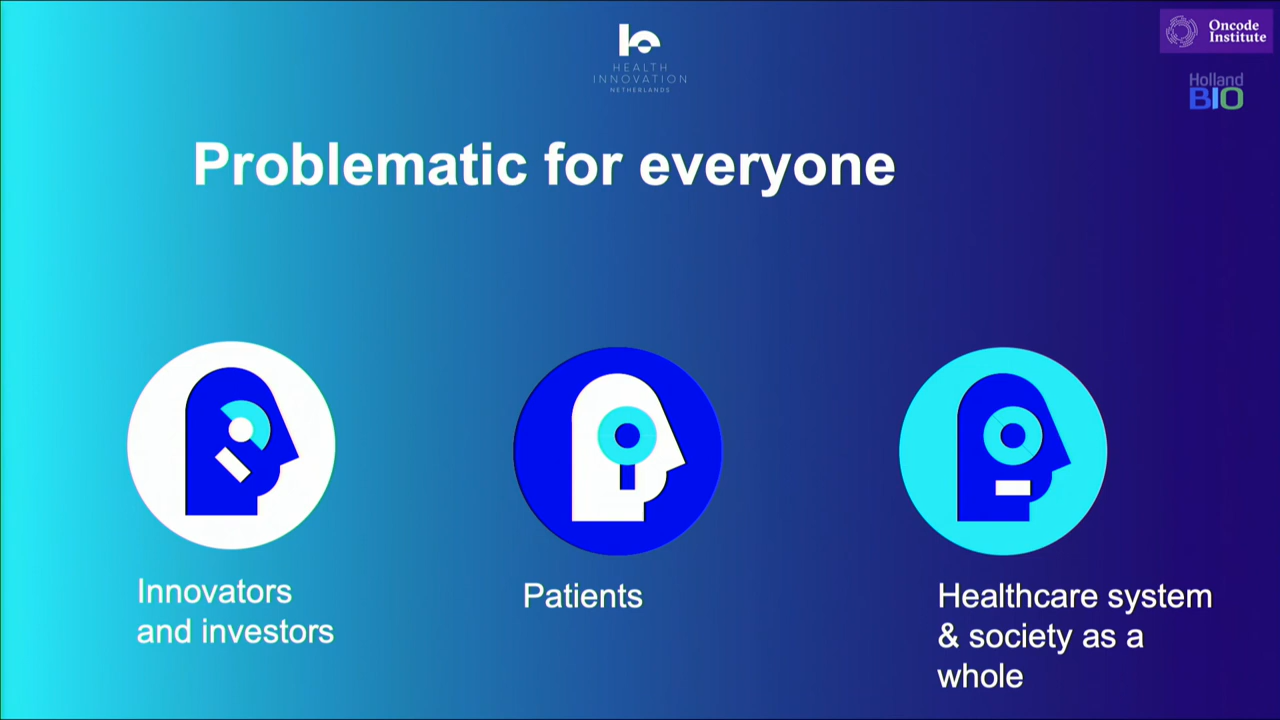 HEALTH
INNOVATION
NETHERLANDS
Oncode
Institute
Holland
BIO
Problematic for everyone
Innovators
and investors
Patients
Healthcare system
& society as a
whole